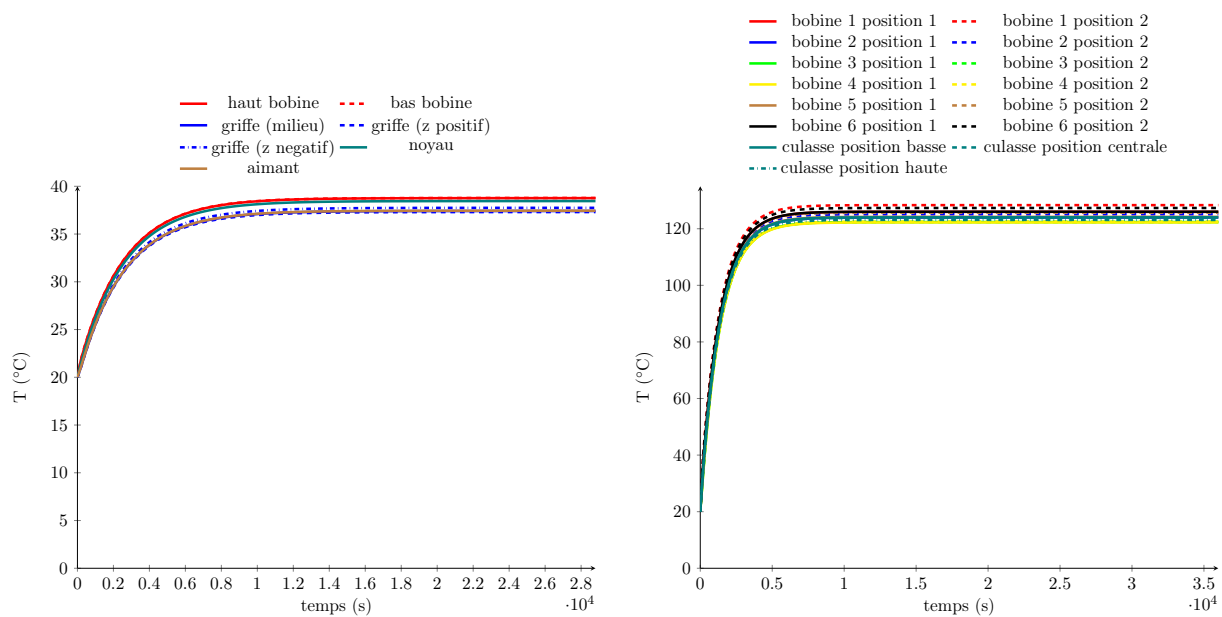 haut bobine bas bobine
griffe (milieu) griffe (z positif)
griffe (z negatif) noyau
aimant
40
35
30
25
20
15
10
5
0
T (°C)
0 0.2 0.4 0.6 0.8 1 1.2 1.4 1.6 1.8 2 2.2 2.4 2.6 2.8
·10⁴
temps (s)
bobine 1 position 1 bobine 1 position 2
bobine 2 position 1 bobine 2 position 2
bobine 3 position 1 bobine 3 position 2
bobine 4 position 1 bobine 4 position 2
bobine 5 position 1 bobine 5 position 2
bobine 6 position 1 bobine 6 position 2
culasse position basse culasse position centrale
culasse position haute
120
100
80
60
40
20
0
T (°C)
0 0.5 1 1.5 2 2.5 3 3.5
·10⁴
temps (s)